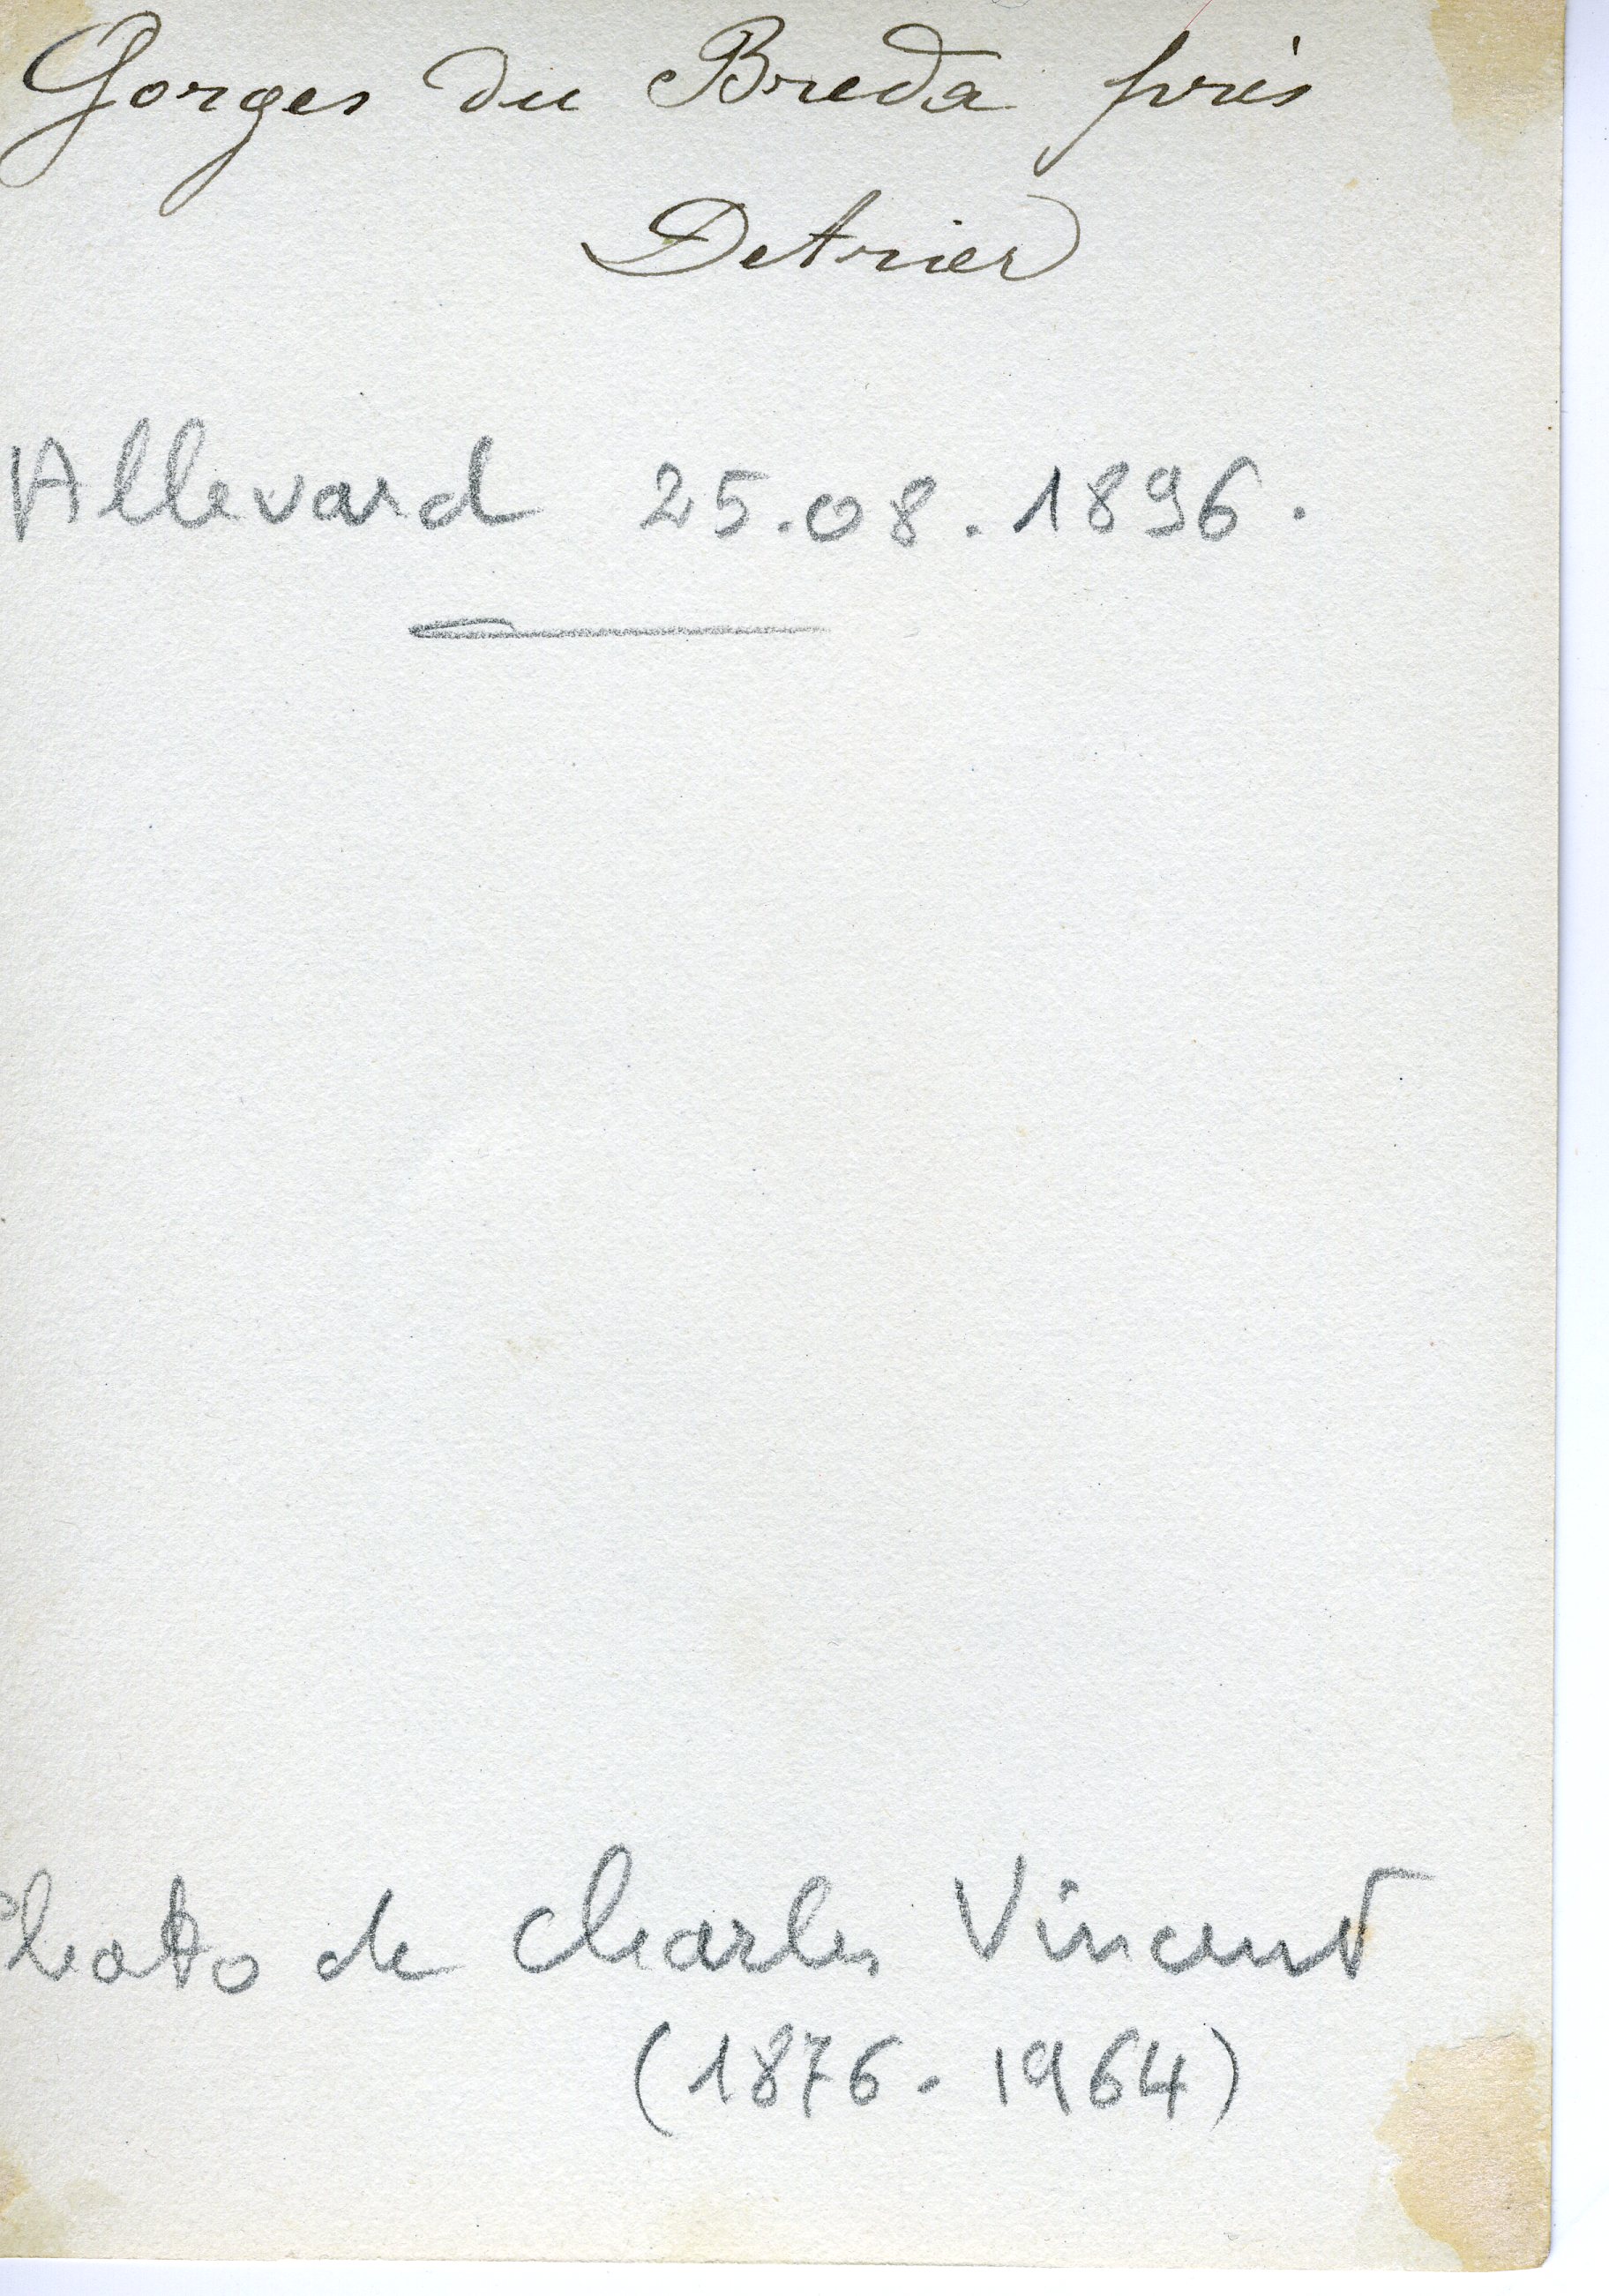 Gorges du Breda près
Detrier
Allevard 25.08.1896.
Photo de Charles Vincent
(1876-1964)